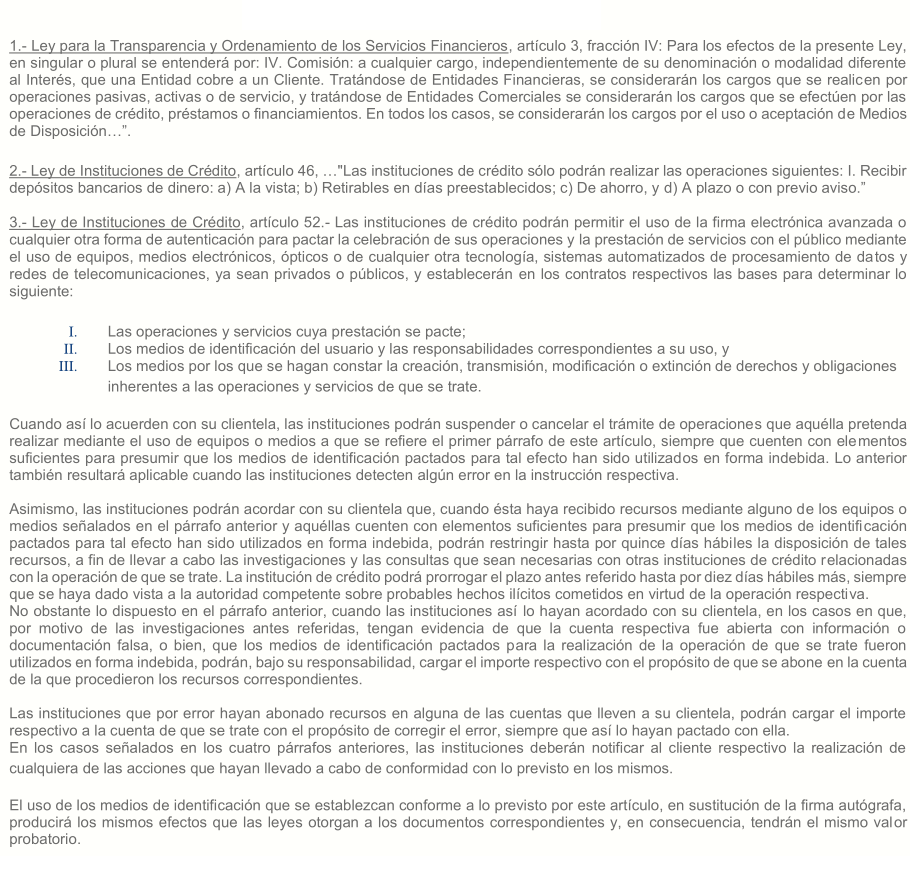 1.- Ley para la Transparencia y Ordenamiento de los Servicios Financieros, artículo 3, fracción IV: Para los efectos de la presente Ley,
en singular o plural se entenderá por: IV. Comisión: a cualquier cargo, independientemente de su denominación o modalidad diferente
al Interés, que una Entidad cobre a un Cliente. Tratándose de Entidades Financieras, se considerarán los cargos que se realicen por
operaciones pasivas, activas o de servicio, y tratándose de Entidades Comerciales se considerarán los cargos que se efectúen por las
operaciones de crédito, préstamos o financiamientos. En todos los casos, se considerarán los cargos por el uso o aceptación de Medios
de Disposición…”.
2.- Ley de Instituciones de Crédito, artículo 46, …"Las instituciones de crédito sólo podrán realizar las operaciones siguientes: I. Recibir
depósitos bancarios de dinero: a) A la vista; b) Retirables en días preestablecidos; c) De ahorro, y d) A plazo o con previo aviso.”
3.- Ley de Instituciones de Crédito, artículo 52.- Las instituciones de crédito podrán permitir el uso de la firma electrónica avanzada o
cualquier otra forma de autenticación para pactar la celebración de sus operaciones y la prestación de servicios con el público mediante
el uso de equipos, medios electrónicos, ópticos o de cualquier otra tecnología, sistemas automatizados de procesamiento de datos y
redes de telecomunicaciones, ya sean privados o públicos, y establecerán en los contratos respectivos las bases para determinar lo
siguiente:
I. Las operaciones y servicios cuya prestación se pacte;
II. Los medios de identificación del usuario y las responsabilidades correspondientes a su uso, y
III. Los medios por los que se hagan constar la creación, transmisión, modificación o extinción de derechos y obligaciones
inherentes a las operaciones y servicios de que se trate.
Cuando así lo acuerden con su clientela, las instituciones podrán suspender o cancelar el trámite de operaciones que aquélla pretenda
realizar mediante el uso de equipos o medios a que se refiere el primer párrafo de este artículo, siempre que cuenten con elementos
suficientes para presumir que los medios de identificación pactados para tal efecto han sido utilizados en forma indebida. Lo anterior
también resultará aplicable cuando las instituciones detecten algún error en la instrucción respectiva.
Asimismo, las instituciones podrán acordar con su clientela que, cuando ésta haya recibido recursos mediante alguno de los equipos o
medios señalados en el párrafo anterior y aquéllas cuenten con elementos suficientes para presumir que los medios de identificación
pactados para tal efecto han sido utilizados en forma indebida, podrán restringir hasta por quince días hábiles la disposición de tales
recursos, a fin de llevar a cabo las investigaciones y las consultas que sean necesarias con otras instituciones de crédito relacionadas
con la operación de que se trate. La institución de crédito podrá prorrogar el plazo antes referido hasta por diez días hábiles más, siempre
que se haya dado vista a la autoridad competente sobre probables hechos ilícitos cometidos en virtud de la operación respectiva.
No obstante lo dispuesto en el párrafo anterior, cuando las instituciones así lo hayan acordado con su clientela, en los casos en que,
por motivo de las investigaciones antes referidas, tengan evidencia de que la cuenta respectiva fue abierta con información o
documentación falsa, o bien, que los medios de identificación pactados para la realización de la operación de que se trate fueron
utilizados en forma indebida, podrán, bajo su responsabilidad, cargar el importe respectivo con el propósito de que se abone en la cuenta
de la que procedieron los recursos correspondientes.
Las instituciones que por error hayan abonado recursos en alguna de las cuentas que lleven a su clientela, podrán cargar el importe
respectivo a la cuenta de que se trate con el propósito de corregir el error, siempre que así lo hayan pactado con ella.
En los casos señalados en los cuatro párrafos anteriores, las instituciones deberán notificar al cliente respectivo la realización de
cualquiera de las acciones que hayan llevado a cabo de conformidad con lo previsto en los mismos.
El uso de los medios de identificación que se establezcan conforme a lo previsto por este artículo, en sustitución de la firma autógrafa,
producirá los mismos efectos que las leyes otorgan a los documentos correspondientes y, en consecuencia, tendrán el mismo valor
probatorio.